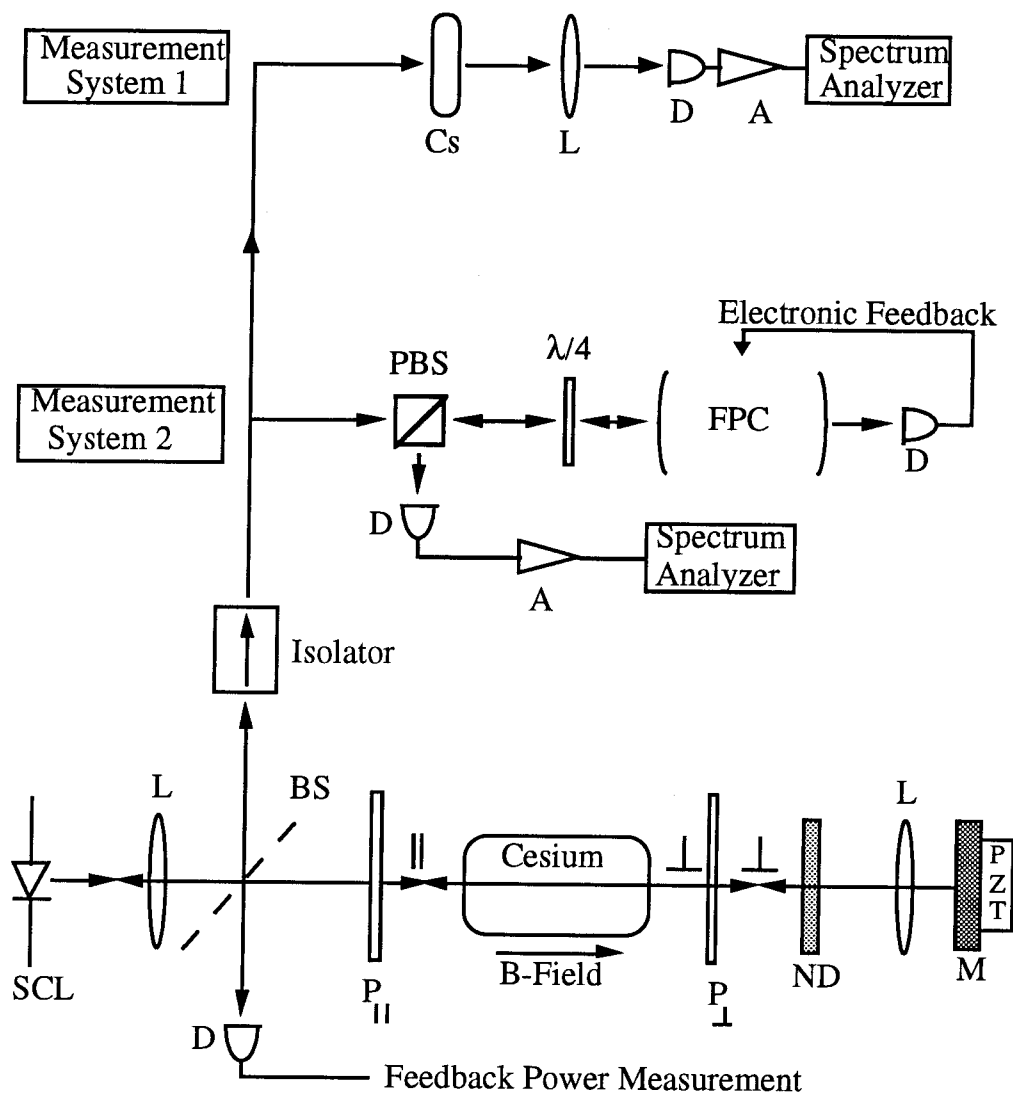 Measurement
System 1
Cs
L
D
A
Spectrum
Analyzer
Electronic Feedback
Measurement
System 2
PBS
λ/4
FPC
D
D
A
Spectrum
Analyzer
Isolator
L
BS
SCL
P||
||
Cesium
B-Field
⊥
P⊥
⊥
ND
L
M
PZT
D
Feedback Power Measurement